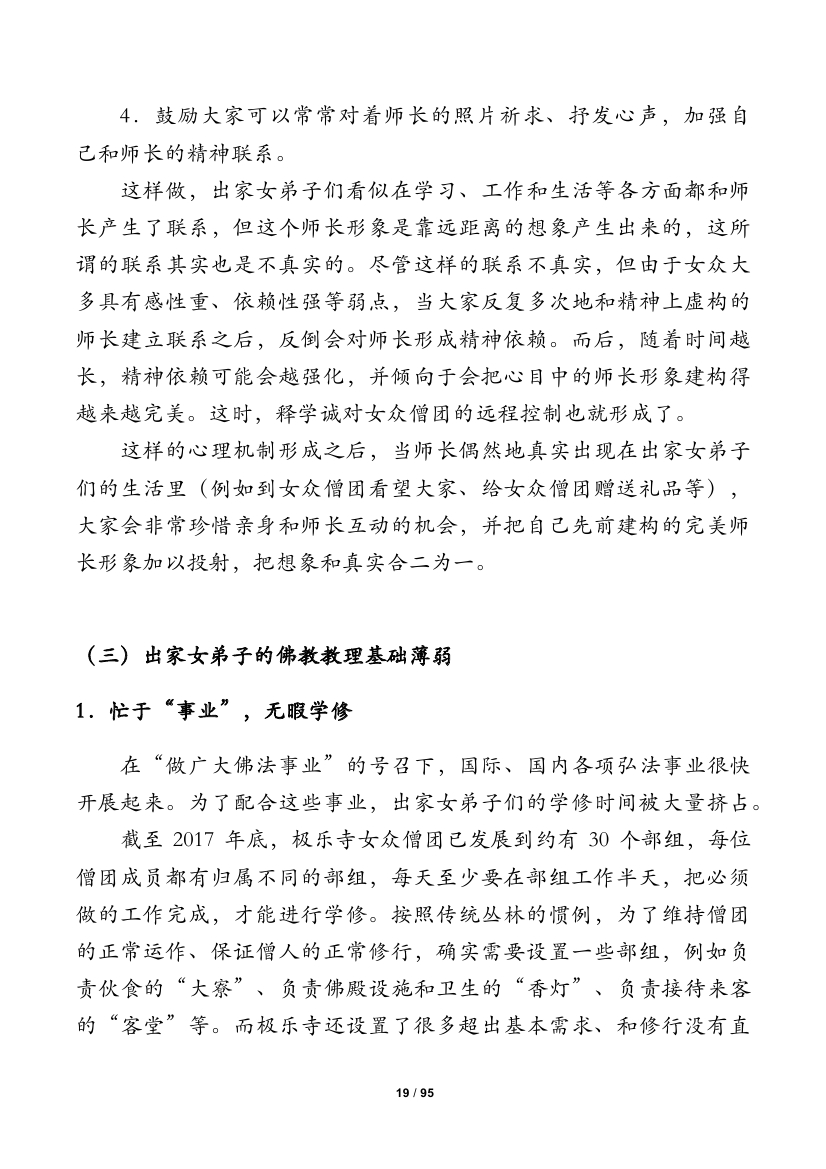 4．鼓励大家可以常常对着师长的照片祈求、抒发心声，加强自
己和师长的精神联系。
这样做，出家女弟子们看似在学习、工作和生活等各方面都和师
长产生了联系，但这个师长形象是靠远距离的想象产生出来的，这所
谓的联系其实也是不真实的。尽管这样的联系不真实，但由于女众大
多具有感性重、依赖性强等弱点，当大家反复多次地和精神上虚构的
师长建立联系之后，反倒会对师长形成精神依赖。而后，随着时间越
长，精神依赖可能会越强化，并倾向于会把心目中的师长形象建构得
越来越完美。这时，释学诚对女众僧团的远程控制也就形成了。
这样的心理机制形成之后，当师长偶然地真实出现在出家女弟子
们的生活里（例如到女众僧团看望大家、给女众僧团赠送礼品等），
大家会非常珍惜亲身和师长互动的机会，并把自己先前建构的完美师
长形象加以投射，把想象和真实合二为一。
（三）出家女弟子的佛教教理基础薄弱
1．忙于“事业”，无暇学修
在“做广大佛法事业”的号召下，国际、国内各项弘法事业很快
开展起来。为了配合这些事业，出家女弟子们的学修时间被大量挤占。
截至 2017 年底，极乐寺女众僧团已发展到约有 30 个部组，每位
僧团成员都有归属不同的部组，每天至少要在部组工作半天，把必须
做的工作完成，才能进行学修。按照传统丛林的惯例，为了维持僧团
的正常运作、保证僧人的正常修行，确实需要设置一些部组，例如负
责伙食的“大寮”、负责佛殿设施和卫生的“香灯”、负责接待来客
的“客堂”等。而极乐寺还设置了很多超出基本需求、和修行没有直
19 / 95